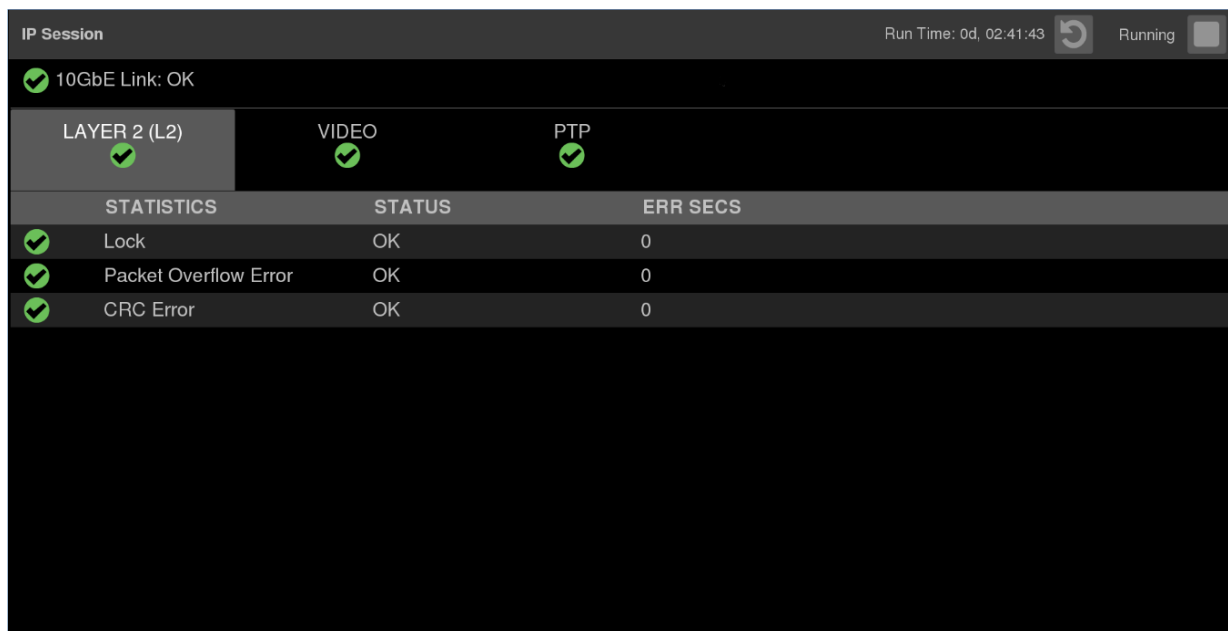 IP Session Run Time: 0d, 02:41:43 Running
10GbE Link: OK
LAYER 2 (L2) VIDEO PTP
STATISTICS STATUS ERR SECS
Lock OK 0
Packet Overflow Error OK 0
CRC Error OK 0